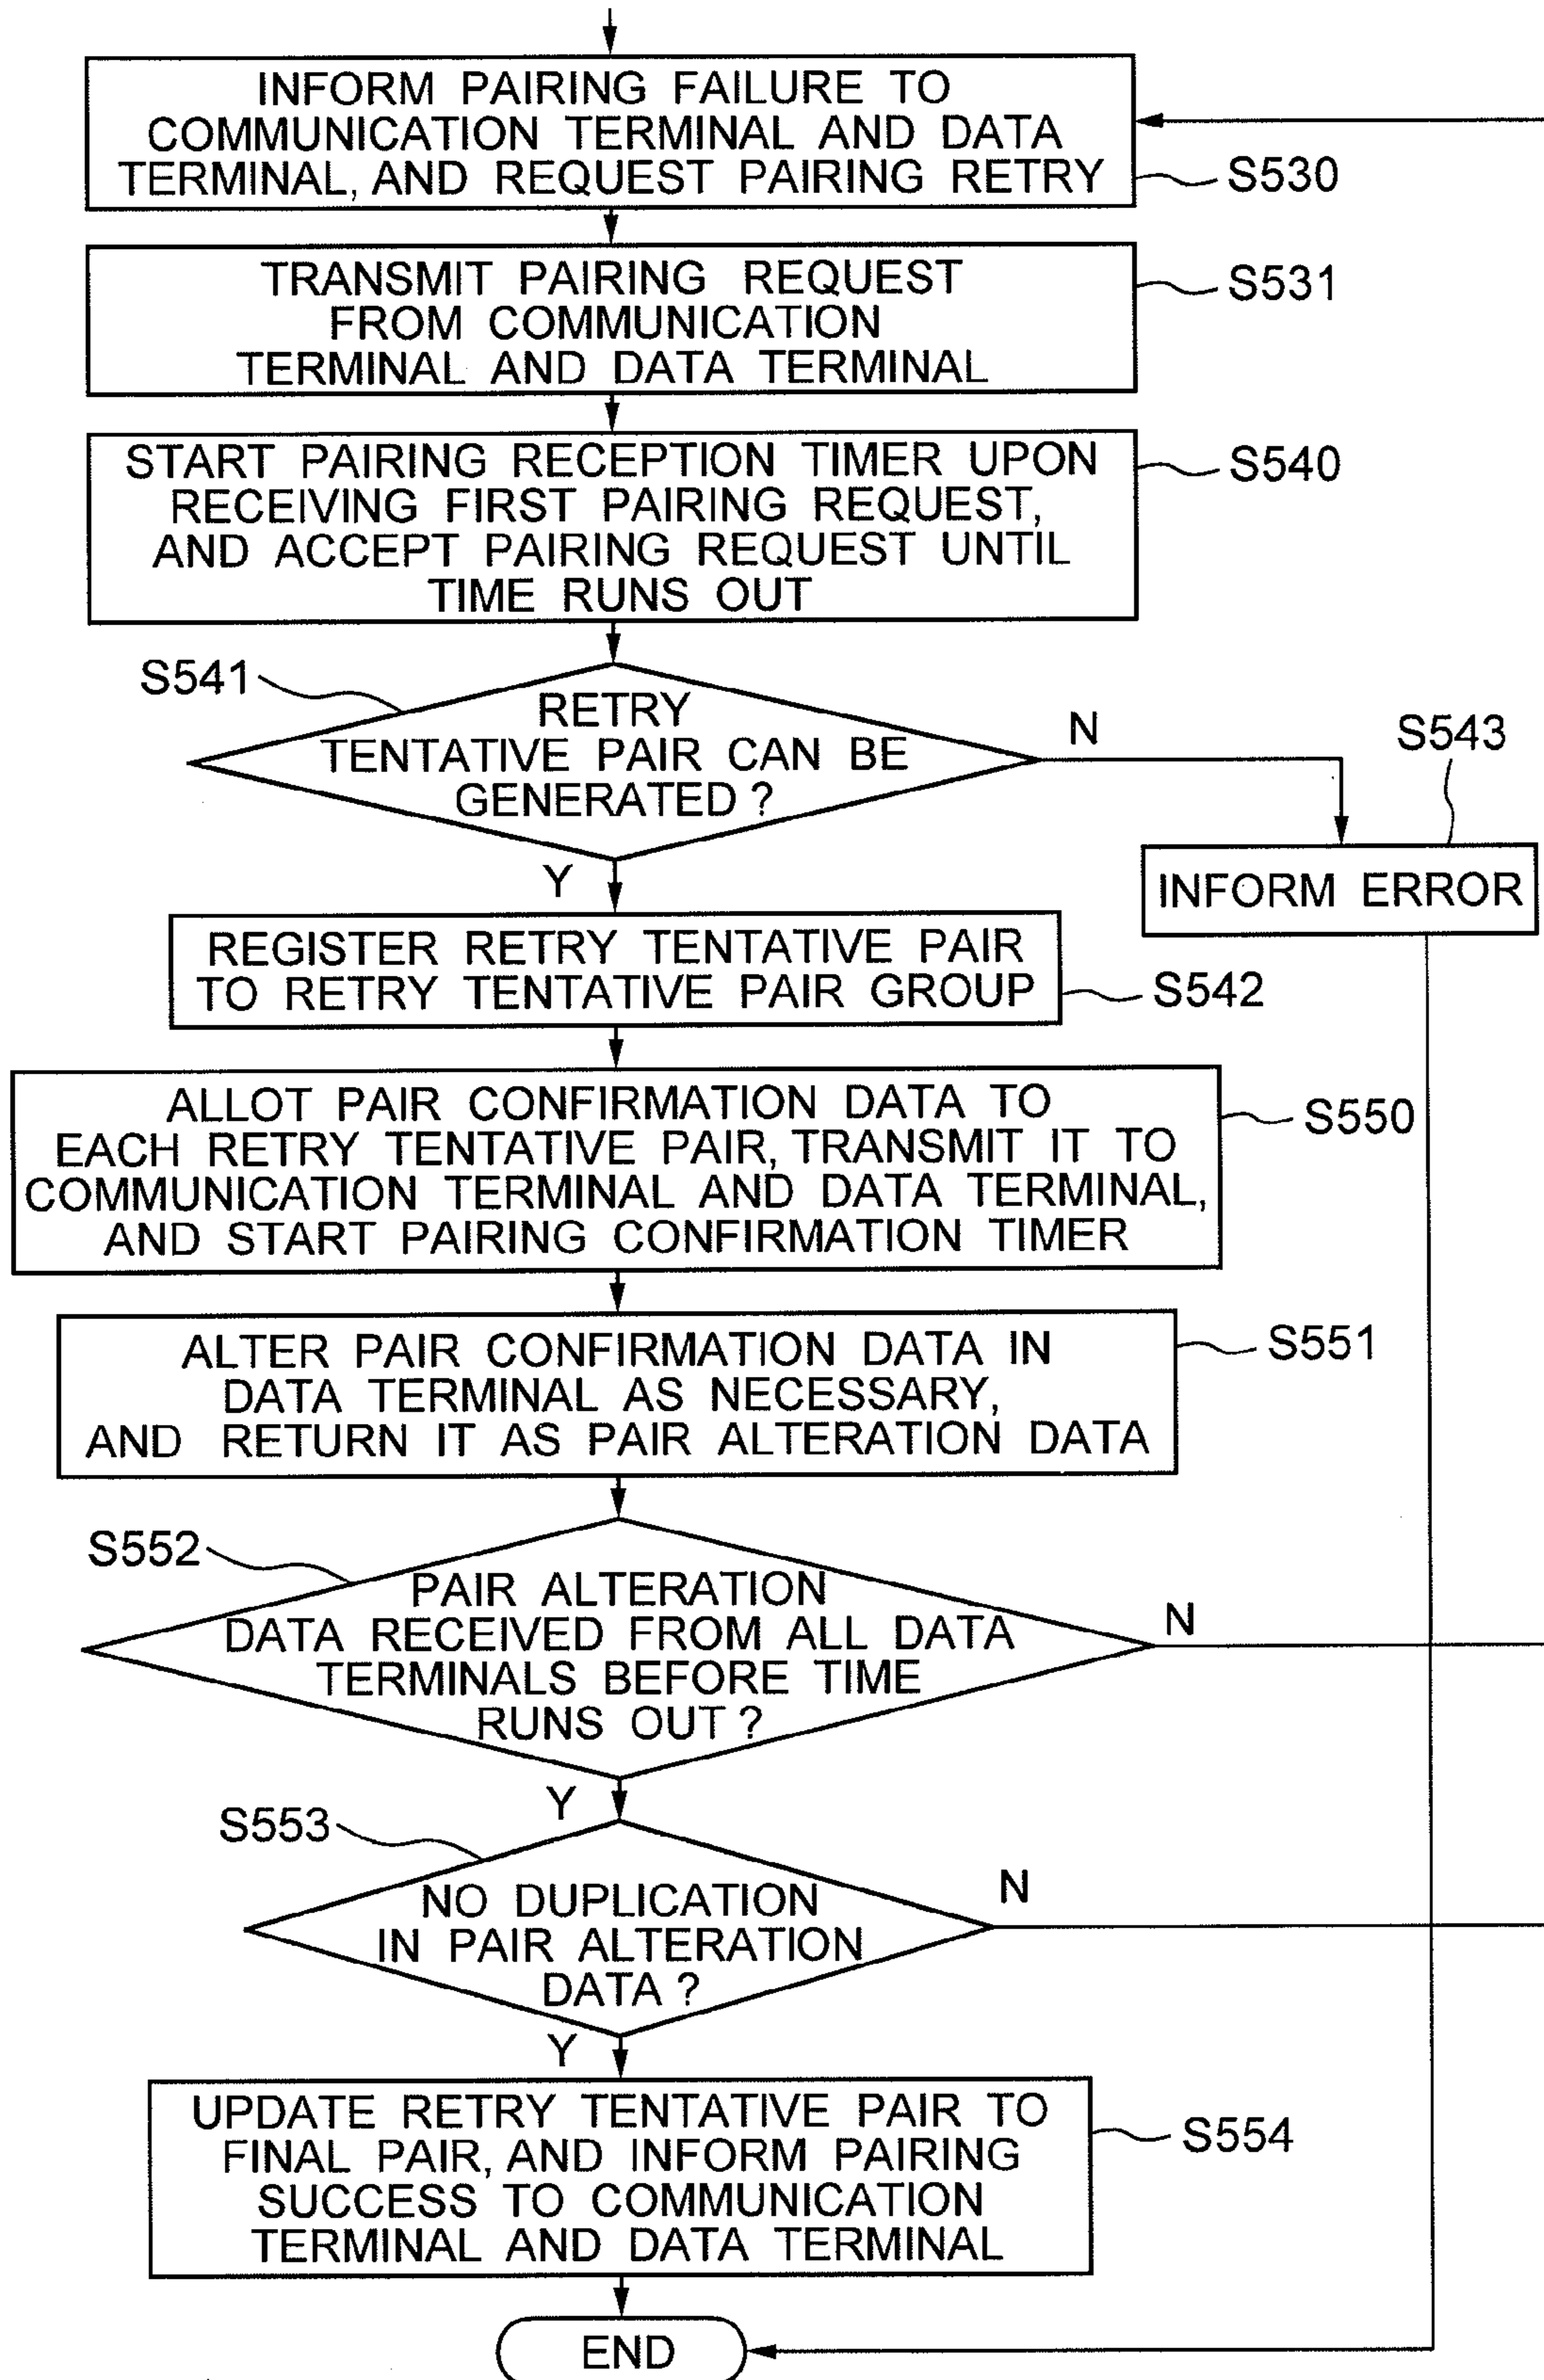 INFORM PAIRING FAILURE TO
COMMUNICATION TERMINAL AND DATA
TERMINAL, AND REQUEST PAIRING RETRY
S530
TRANSMIT PAIRING REQUEST
FROM COMMUNICATION
TERMINAL AND DATA TERMINAL
S531
START PAIRING RECEPTION TIMER UPON
RECEIVING FIRST PAIRING REQUEST,
AND ACCEPT PAIRING REQUEST UNTIL
TIME RUNS OUT
S540
S541
RETRY
TENTATIVE PAIR CAN BE
GENERATED ?
N
S543
Y
INFORM ERROR
REGISTER RETRY TENTATIVE PAIR
TO RETRY TENTATIVE PAIR GROUP
S542
ALLOT PAIR CONFIRMATION DATA TO
EACH RETRY TENTATIVE PAIR, TRANSMIT IT TO
COMMUNICATION TERMINAL AND DATA TERMINAL,
AND START PAIRING CONFIRMATION TIMER
S550
ALTER PAIR CONFIRMATION DATA IN
DATA TERMINAL AS NECESSARY,
AND RETURN IT AS PAIR ALTERATION DATA
S551
S552
PAIR ALTERATION
DATA RECEIVED FROM ALL DATA
TERMINALS BEFORE TIME
RUNS OUT ?
N
Y
S553
NO DUPLICATION
IN PAIR ALTERATION
DATA ?
N
Y
UPDATE RETRY TENTATIVE PAIR TO
FINAL PAIR, AND INFORM PAIRING
SUCCESS TO COMMUNICATION
TERMINAL AND DATA TERMINAL
S554
END